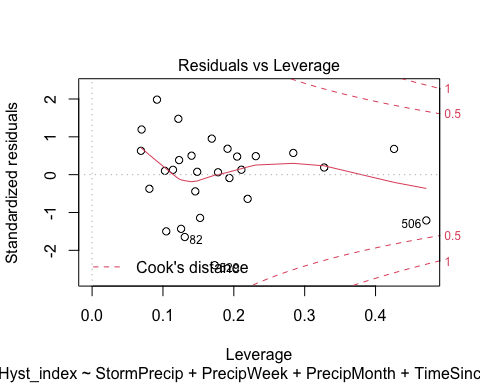 Residuals vs Leverage
Standardized residuals
2
1
0
-1
-2
1
0.5
0.5
1
506
82
Cook's distance
0.0 0.1 0.2 0.3 0.4
Leverage
Hyst_index ~ StormPrecip + PrecipWeek + PrecipMonth + TimeSinc